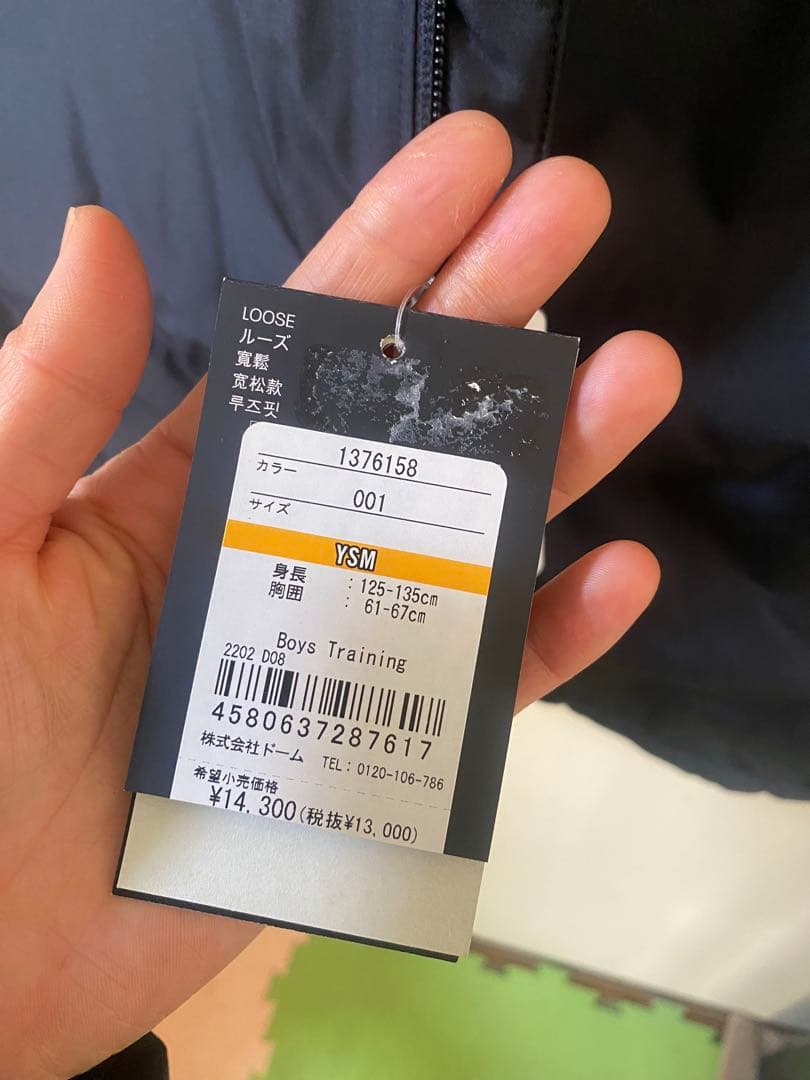 LOOSE
ルーズ
寬鬆
宽松款
루즈핏
1376158
カラー
001
サイズ
YSM
身長 : 125-135cm
胸囲 : 61-67cm
Boys Training
2202 D08
4580637287617
株式会社ドーム TEL: 0120-106-786
希望小売価格
¥14,300(税抜¥13,000)